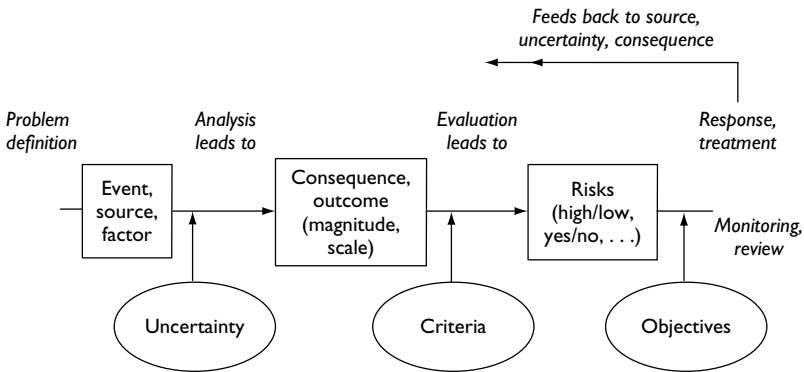 Feeds back to source,
uncertainty, consequence
Problem
definition
Analysis
leads to
Evaluation
leads to
Response,
treatment
Event,
source,
factor
Consequence,
outcome
(magnitude,
scale)
Risks
(high/low,
yes/no, . . .)
Monitoring,
review
Uncertainty
Criteria
Objectives